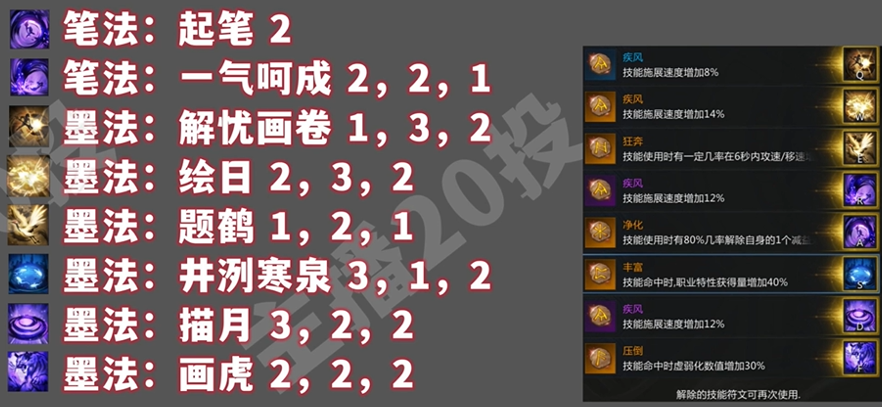 笔法：起笔 2
笔法：一气呵成 2，2，1
墨法：解忧画卷 1，3，2
墨法：绘日 2，3，2
墨法：题鹤 1，2，1
墨法：井洌寒泉 3，1，2
墨法：描月 3，2，2
墨法：画虎 2，2，2
主播20投
疾风
技能施展速度增加8%
Q
疾风
技能施展速度增加14%
W
狂奔
技能使用时有一定几率在6秒内攻速/移速
E
疾风
技能施展速度增加12%
R
净化
技能使用时有80%几率解除自身的1个减益
A
丰富
技能命中时,职业特性获得量增加40%
S
疾风
技能施展速度增加12%
D
压倒
技能命中时虚弱化数值增加30%
F
解除的技能符文可再次使用.